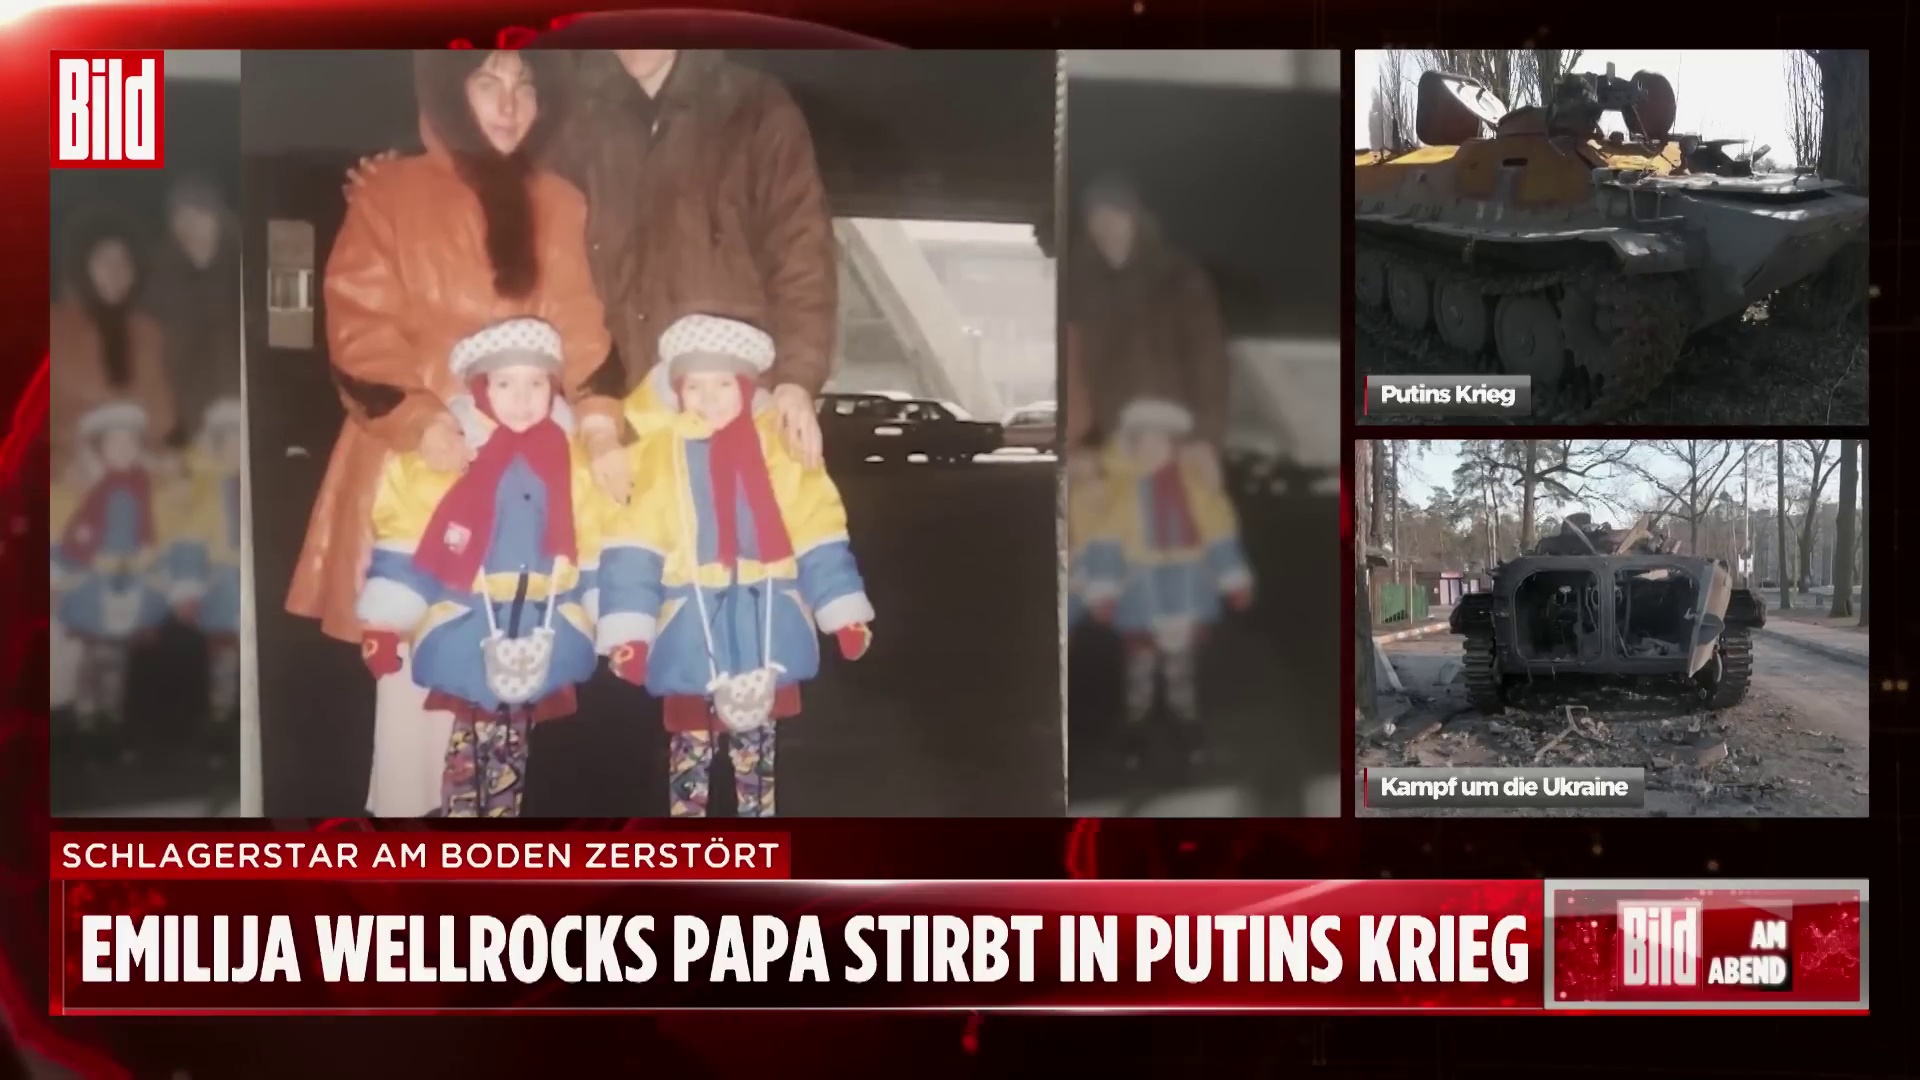 Bild
Putins Krieg
Kampf um die Ukraine
SCHLAGERSTAR AM BODEN ZERSTÖRT
EMILIJA WELLROCKS PAPA STIRBT IN PUTINS KRIEG
Bild AM
ABEND